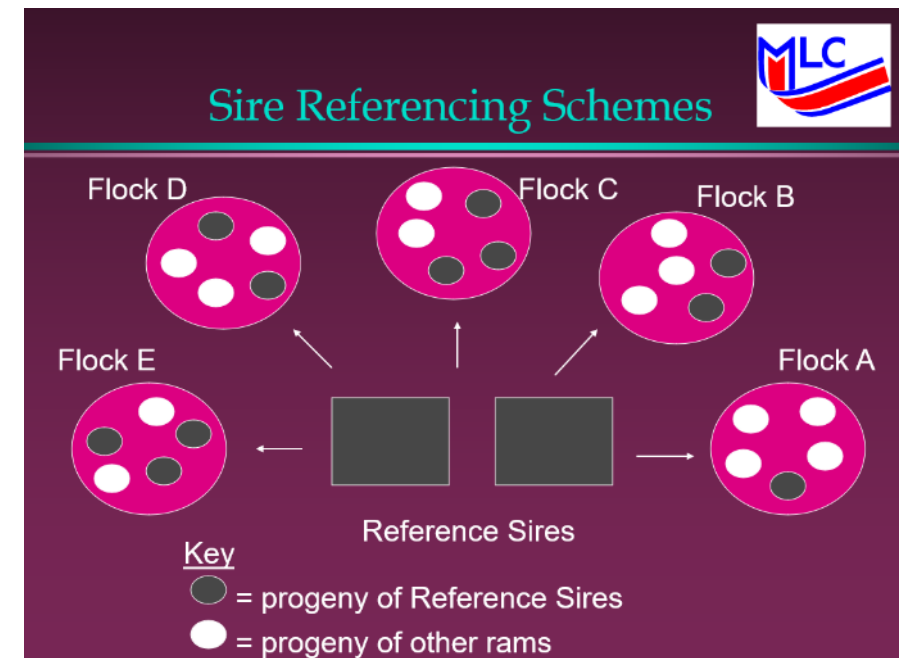 MLC
Sire Referencing Schemes
Flock D
Flock C
Flock B
Flock E
Flock A
Reference Sires
Key
= progeny of Reference Sires
= progeny of other rams